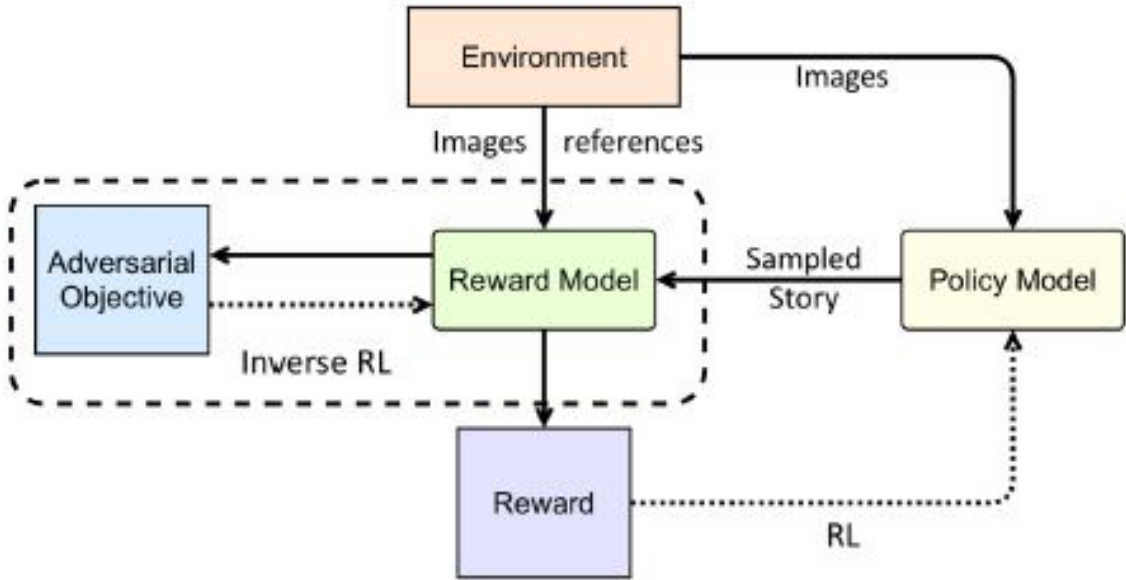 Environment
Images
Images references
Adversarial
Objective
Reward Model
Sampled
Story
Policy Model
Inverse RL
Reward
RL